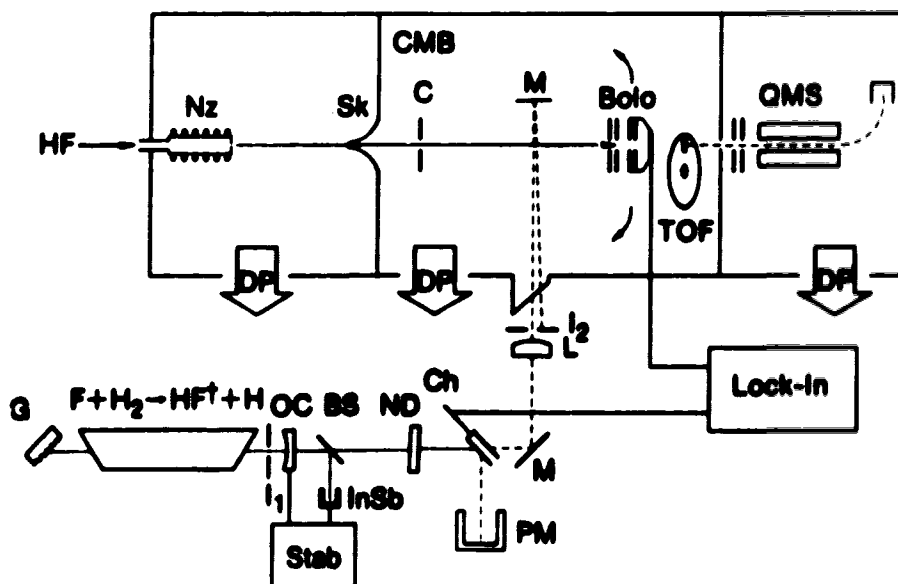 CMB
M
Nz
Sk
C
Bolo
QMS
HF
TOF
DP
DP
DP
I₂
L
Ch
Lock-In
G
F + H₂ → HF† + H
OC
BS
ND
M
I₁
InSb
PM
Stab